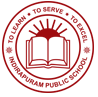 TO LEARN • TO SERVE • TO EXCEL
INDIRAPURAM PUBLIC SCHOOL